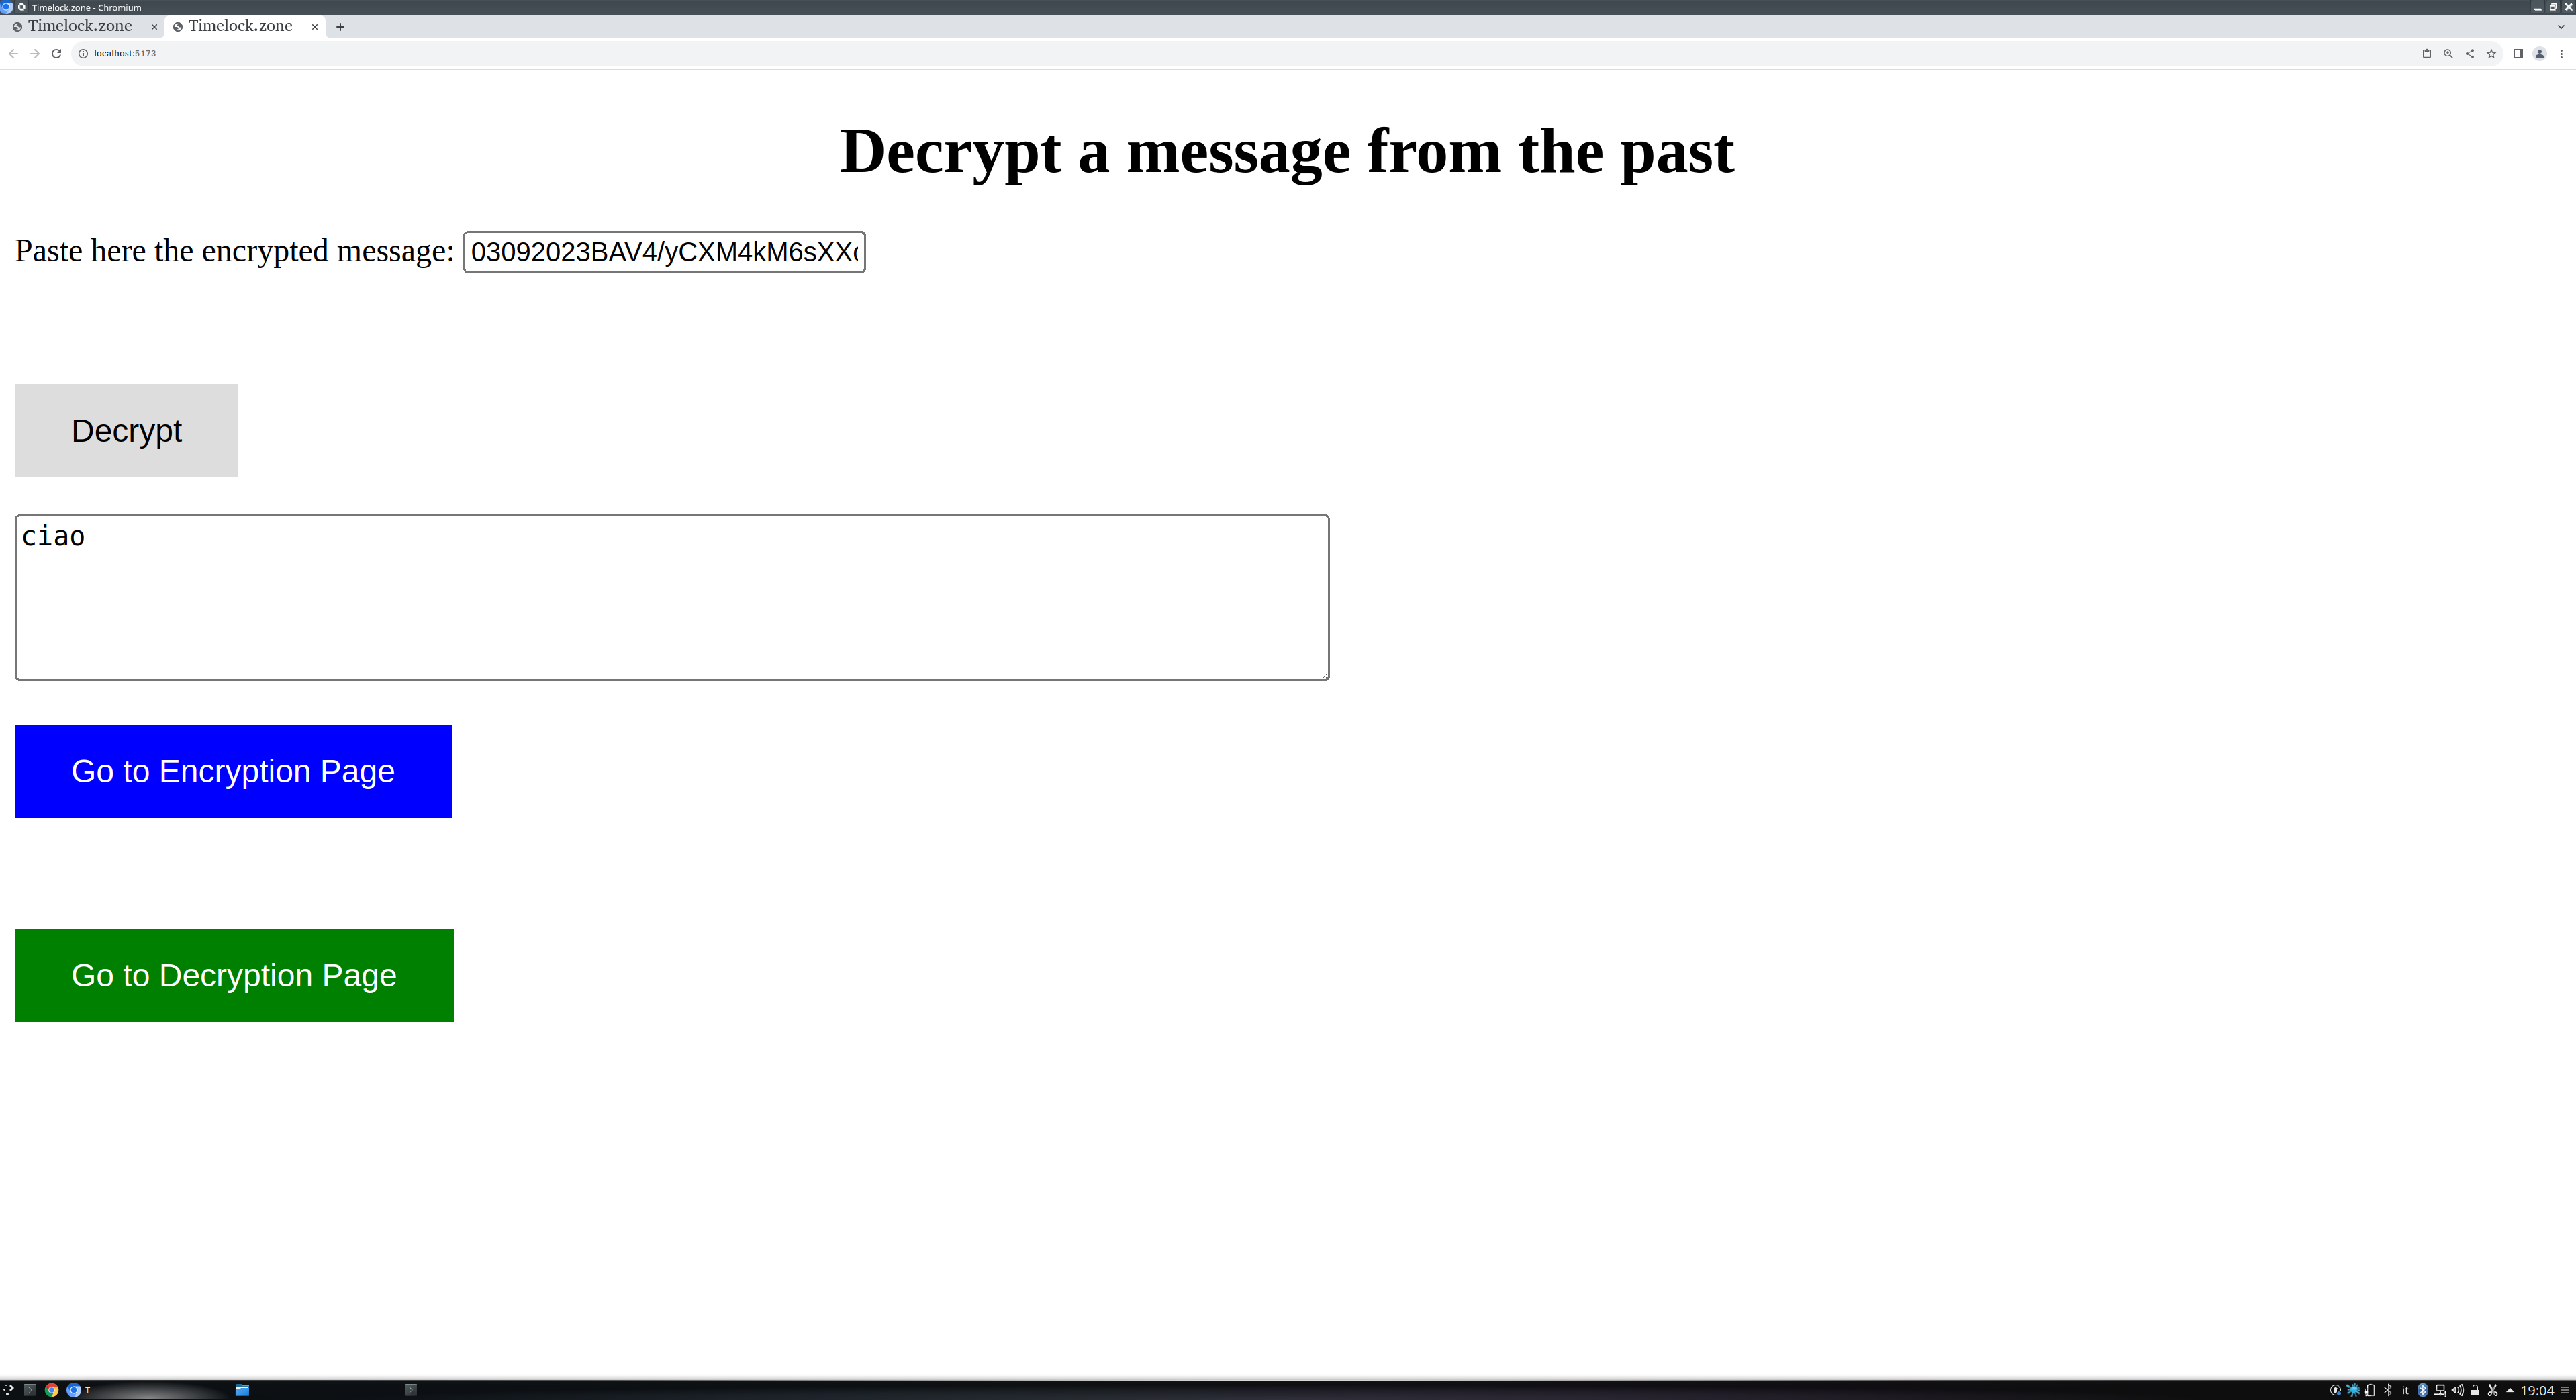 Timelock.zone - Chromium
Timelock.zone
Timelock.zone
localhost:5173
Decrypt a message from the past
Paste here the encrypted message: 03092023BAV4/yCXM4kM6sXX
Decrypt
ciao
Go to Encryption Page
Go to Decryption Page
T
it
19:04